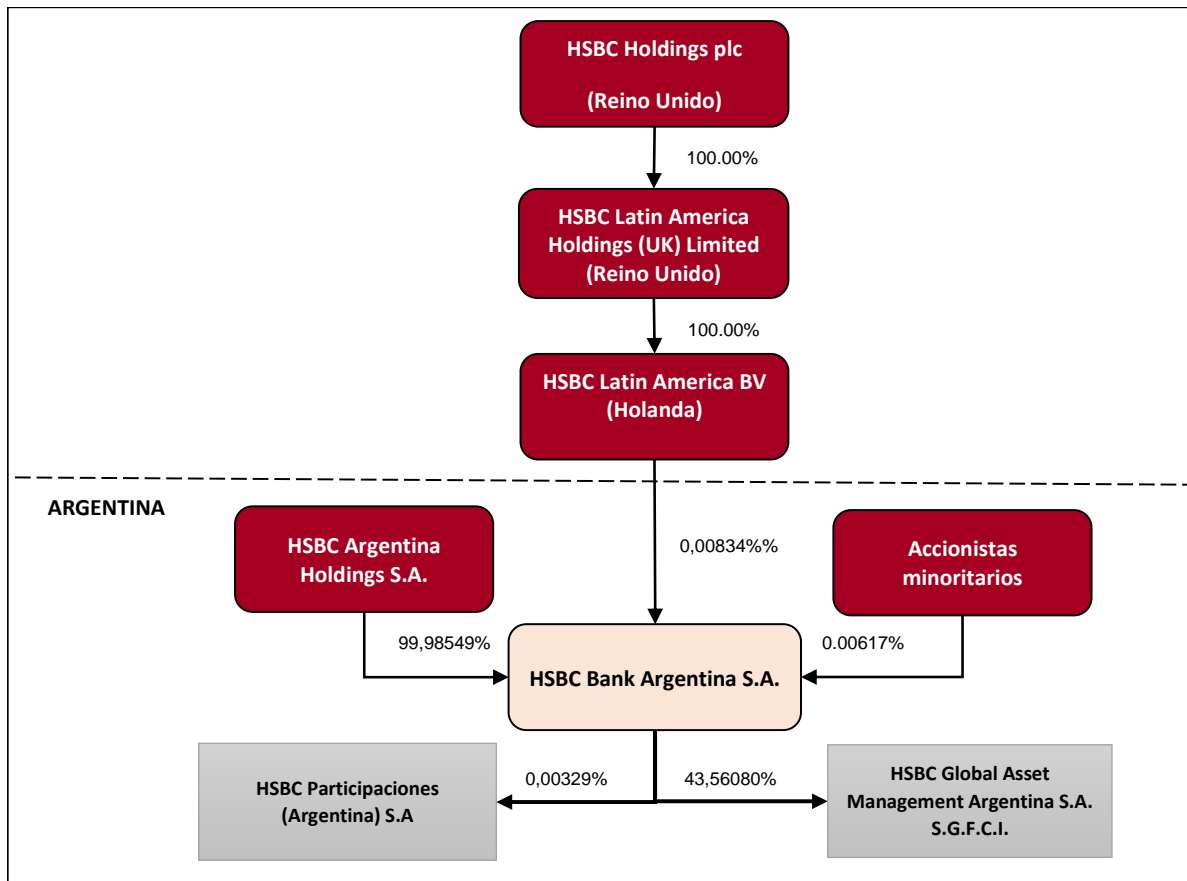 HSBC Holdings plc
(Reino Unido)
100.00%
HSBC Latin America
Holdings (UK) Limited
(Reino Unido)
100.00%
HSBC Latin America BV
(Holanda)
ARGENTINA
HSBC Argentina
Holdings S.A.
0,00834%%
Accionistas
minoritarios
99,98549%
0.00617%
HSBC Bank Argentina S.A.
HSBC Participaciones
(Argentina) S.A
0,00329%
43,56080%
HSBC Global Asset
Management Argentina S.A.
S.G.F.C.I.